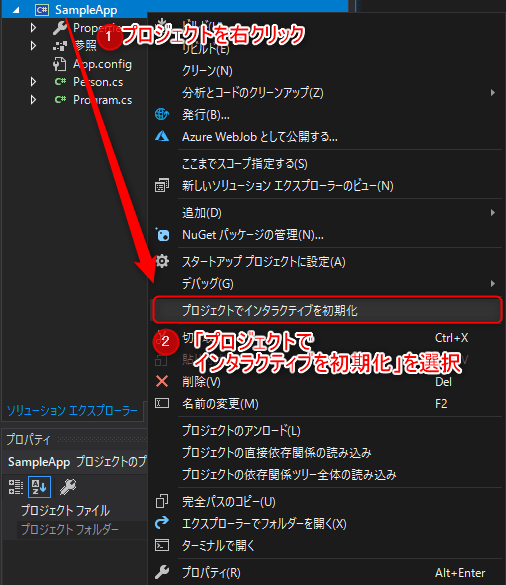 C# SampleApp
Propertie
1 プロジェクトを右クリック
参照
リビルド(E)
App.config
クリーン(N)
C# Person.cs
分析とコードのクリーンアップ(Z)
C# Program.cs
発行(B)...
Azure WebJob として公開する...
ここまでスコープ指定する(S)
新しいソリューション エクスプローラーのビュー(N)
追加(D)
NuGet パッケージの管理(N)...
スタートアップ プロジェクトに設定(A)
デバッグ(G)
プロジェクトでインタラクティブを初期化
切
Ctrl+X
2 「プロジェクトで
インタラクティブを初期化」を選択
削除(V)
Del
名前の変更(M)
F2
ソリューション エクスプローラー
プロジェクトのアンロード(L)
プロパティ
プロジェクトの直接依存関係の読み込み
SampleApp プロジェクトのプ
プロジェクトの依存関係ツリー全体の読み込み
完全パスのコピー(U)
プロジェクト ファイル
エクスプローラーでフォルダーを開く(X)
プロジェクト フォルダー
ターミナルで開く
プロパティ(R)
Alt+Enter